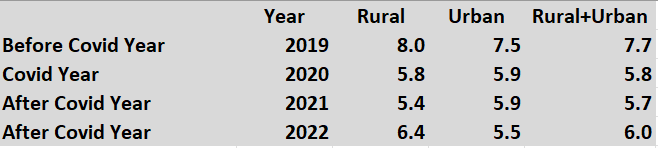 Year Rural Urban Rural+Urban
Before Covid Year 2019 8.0 7.5 7.7
Covid Year 2020 5.8 5.9 5.8
After Covid Year 2021 5.4 5.9 5.7
After Covid Year 2022 6.4 5.5 6.0